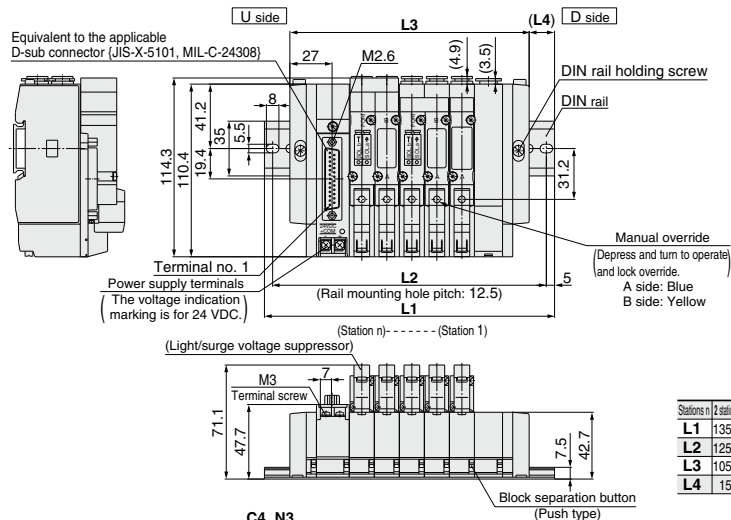 U side
L3
(L4)
D side
Equivalent to the applicable
D-sub connector {JIS-X-5101, MIL-C-24308}
27
M2.6
(4.9)
(3.5)
DIN rail holding screw
DIN rail
8
41.2
35
5.5
19.4
114.3
110.4
31.2
24VDC
Terminal no. 1
Power supply terminals
(The voltage indication
marking is for 24 VDC.)
Manual override
(Depress and turn to operate
and lock override.)
A side: Blue
B side: Yellow
L2
(Rail mounting hole pitch: 12.5)
5
L1
(Station n)- - - - - - - (Station 1)
(Light/surge voltage suppressor)
M3
Terminal screw
7
71.1
47.7
7.5
42.7
Block separation button
(Push type)
Stations n
L1 135
L2 125
L3 105
L4 15
C4, N3